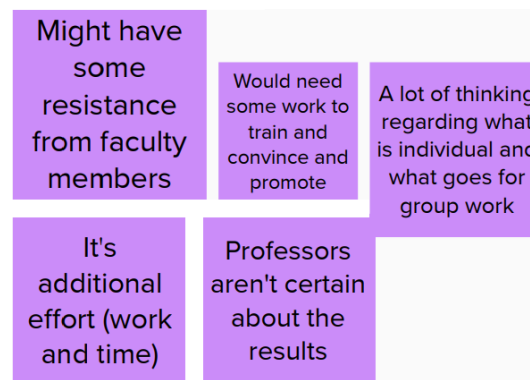 Might have
some
resistance
from faculty
members
Would need
some work to
train and
convince and
promote
A lot of thinking
regarding what
is individual and
what goes for
group work
It's
additional
effort (work
and time)
Professors
aren't certain
about the
results